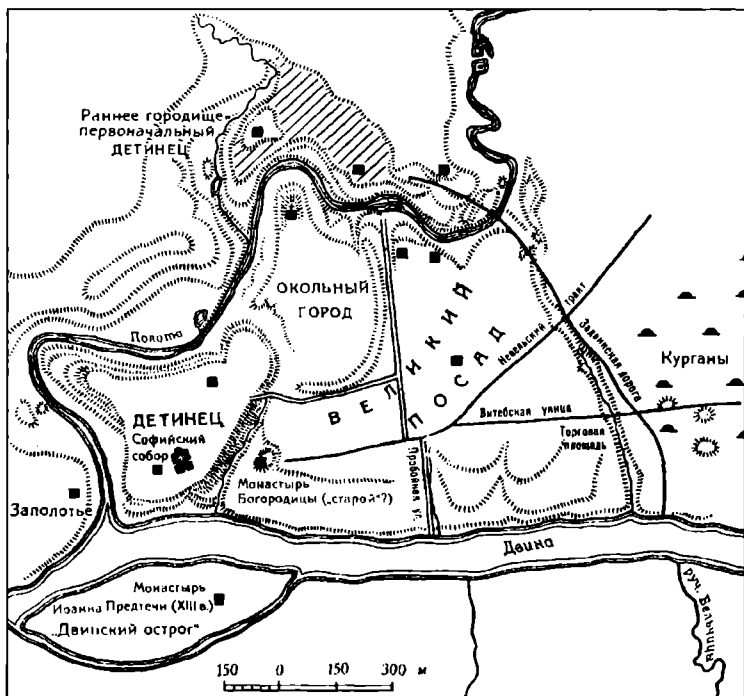 Раннее городище-
первоначальный
ДЕТИНЕЦ
ОКОЛЬНЫЙ
ГОРОД
Полота
ВЕЛИКИЙ
ПОСАД
Невельский тракт
Задвинская дорога
Курганы
ДЕТИНЕЦ
Софийский
собор
Витебская улица
Торговая
площадь
Монастырь
Богородицы („старой“?)
Пробойная ул.
Заполотье
Двина
Монастырь
Иоанна Предтечи (XIII в.)
„Двинский острог“
руч. Бельчица
150 0 150 300 м